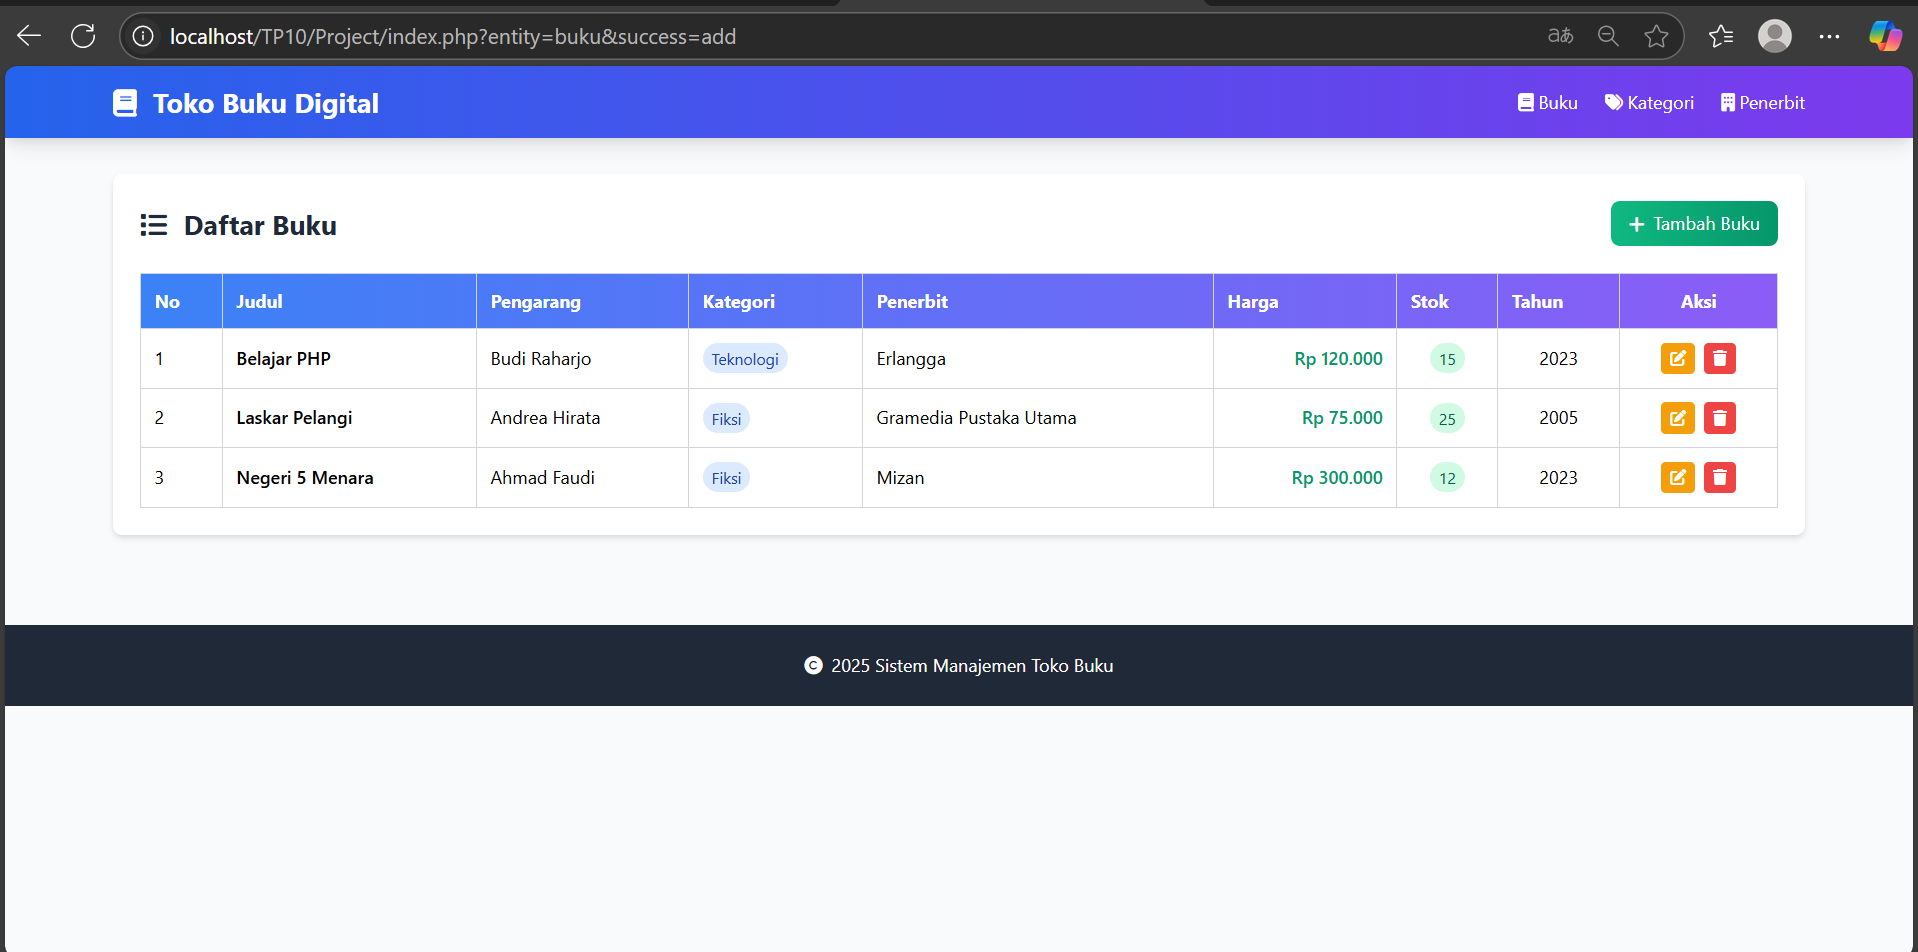 localhost/TP10/Project/index.php?entity=buku&success=add
Toko Buku Digital
Buku Kategori Penerbit
Daftar Buku
Tambah Buku
No Judul Pengarang Kategori Penerbit Harga Stok Tahun Aksi
1 Belajar PHP Budi Raharjo Teknologi Erlangga Rp 120.000 15 2023
2 Laskar Pelangi Andrea Hirata Fiksi Gramedia Pustaka Utama Rp 75.000 25 2005
3 Negeri 5 Menara Ahmad Faudi Fiksi Mizan Rp 300.000 12 2023
© 2025 Sistem Manajemen Toko Buku